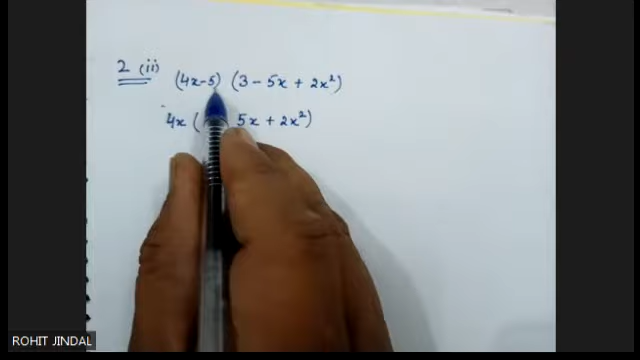 2 (ii) (4x-5) (3 - 5x + 2x²)
4x ( 5x + 2x²)
ROHIT JINDAL